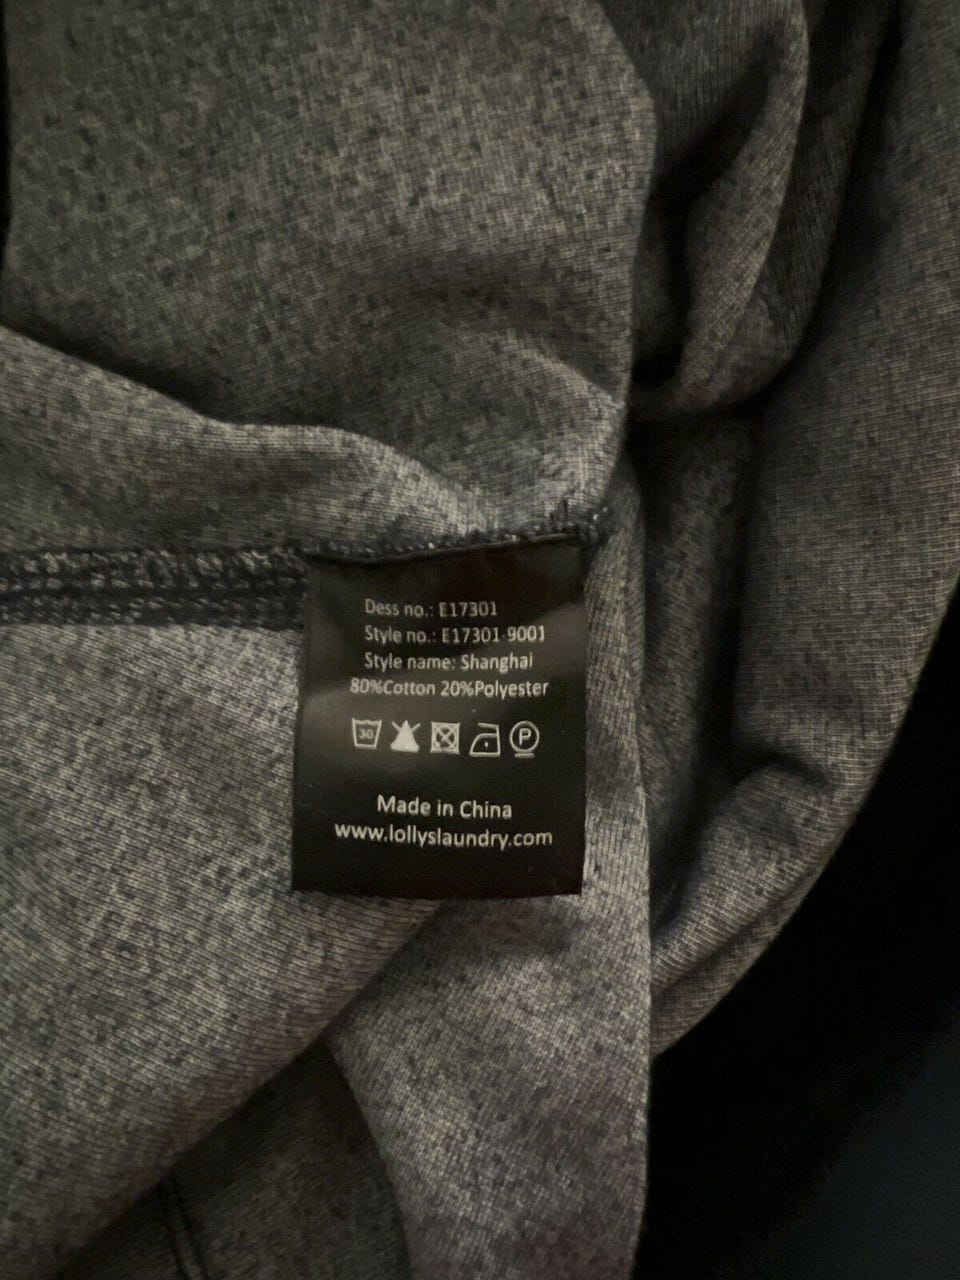 Dess no.: E17301
Style no.: E17301-9001
Style name: Shanghai
80%Cotton 20%Polyester
30 P
Made in China
www.lollyslaundry.com